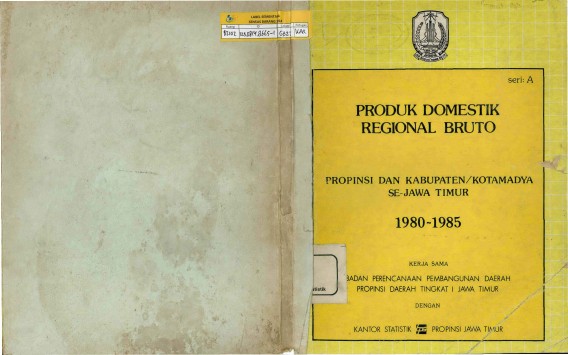 seri: A
PRODUK DOMESTIK
REGIONAL BRUTO
PROPINSI DAN KABUPATEN/KOTAMADYA
SE-JAWA TIMUR
1980-1985
KERJA SAMA
BADAN PERENCANAAN PEMBANGUNAN DAERAH
PROPINSI DAERAH TINGKAT I JAWA TIMUR
DENGAN
KANTOR STATISTIK PROPINSI JAWA TIMUR